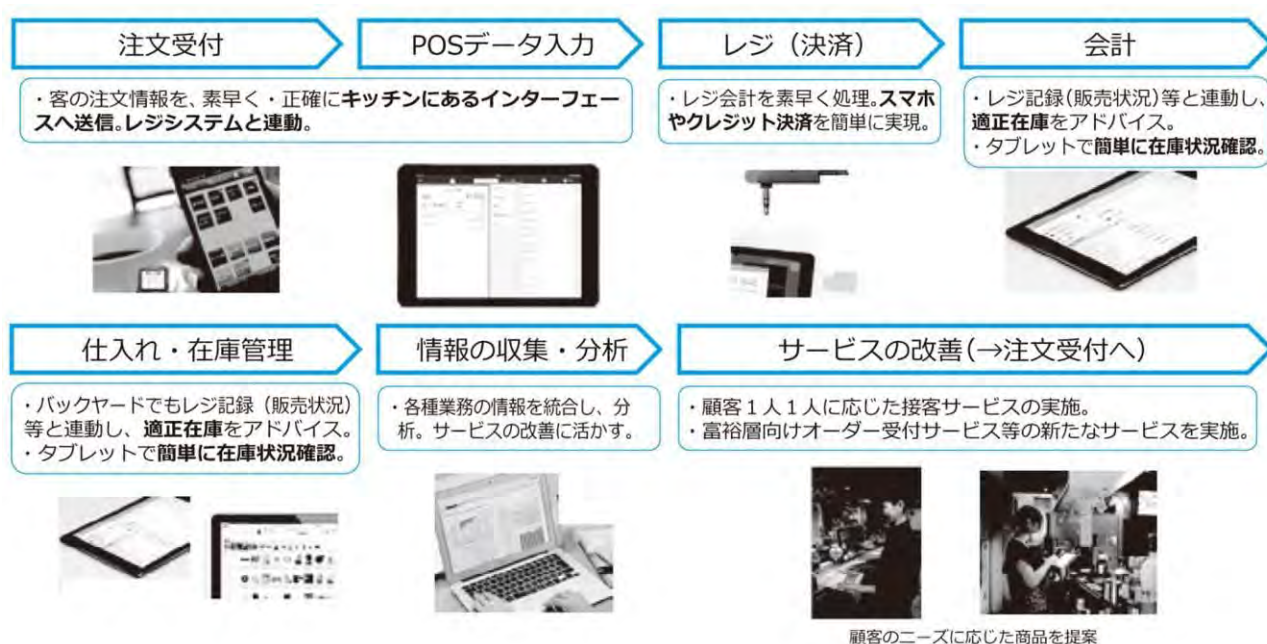 注文受付
POSデータ入力
レジ（決済）
会計
・客の注文情報を、素早く・正確にキッチンにあるインターフェー
スへ送信。レジシステムと連動。
・レジ会計を素早く処理。スマホ
やクレジット決済を簡単に実現。
・レジ記録（販売状況）等と連動し、
適正在庫をアドバイス。
・タブレットで簡単に在庫状況確認。
仕入れ・在庫管理
情報の収集・分析
サービスの改善（→注文受付へ）
・バックヤードでもレジ記録（販売状況）
等と連動し、適正在庫をアドバイス。
・タブレットで簡単に在庫状況確認。
・各種業務の情報を統合し、分
析。サービスの改善に活かす。
・顧客１人１人に応じた接客サービスの実施。
・富裕層向けオーダー受付サービス等の新たなサービスを実施。
顧客のニーズに応じた商品を提案